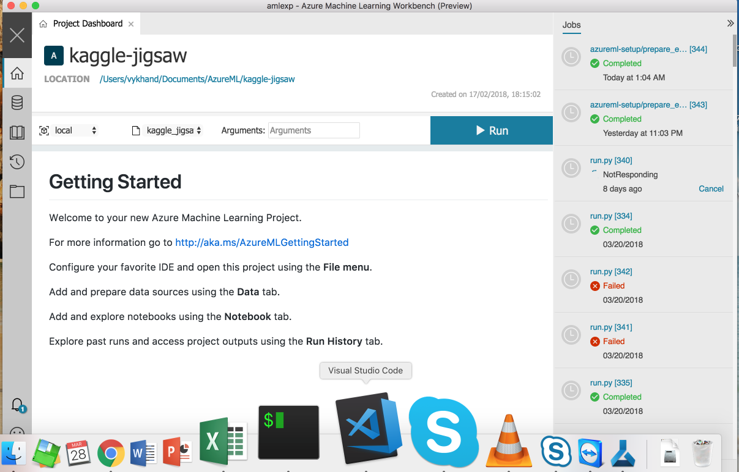 amlexp - Azure Machine Learning Workbench (Preview)
Project Dashboard
A kaggle-jigsaw
LOCATION /Users/vykhand/Documents/AzureML/kaggle-jigsaw
Created on 17/02/2018, 18:15:02
local kaggle_jigsa Arguments: Arguments Run
Getting Started
Welcome to your new Azure Machine Learning Project.
For more information go to http://aka.ms/AzureMLGettingStarted
Configure your favorite IDE and open this project using the File menu.
Add and prepare data sources using the Data tab.
Add and explore notebooks using the Notebook tab.
Explore past runs and access project outputs using the Run History tab.
Jobs
azureml-setup/prepare_e... [344]
Completed
Today at 1:04 AM
azureml-setup/prepare_e... [343]
Completed
Yesterday at 11:03 PM
run.py [340]
NotResponding
8 days ago Cancel
run.py [334]
Completed
03/20/2018
run.py [342]
Failed
03/20/2018
run.py [341]
Failed
03/20/2018
run.py [335]
Completed
1
Visual Studio Code
MAR
28
W
P
X
$
S
S